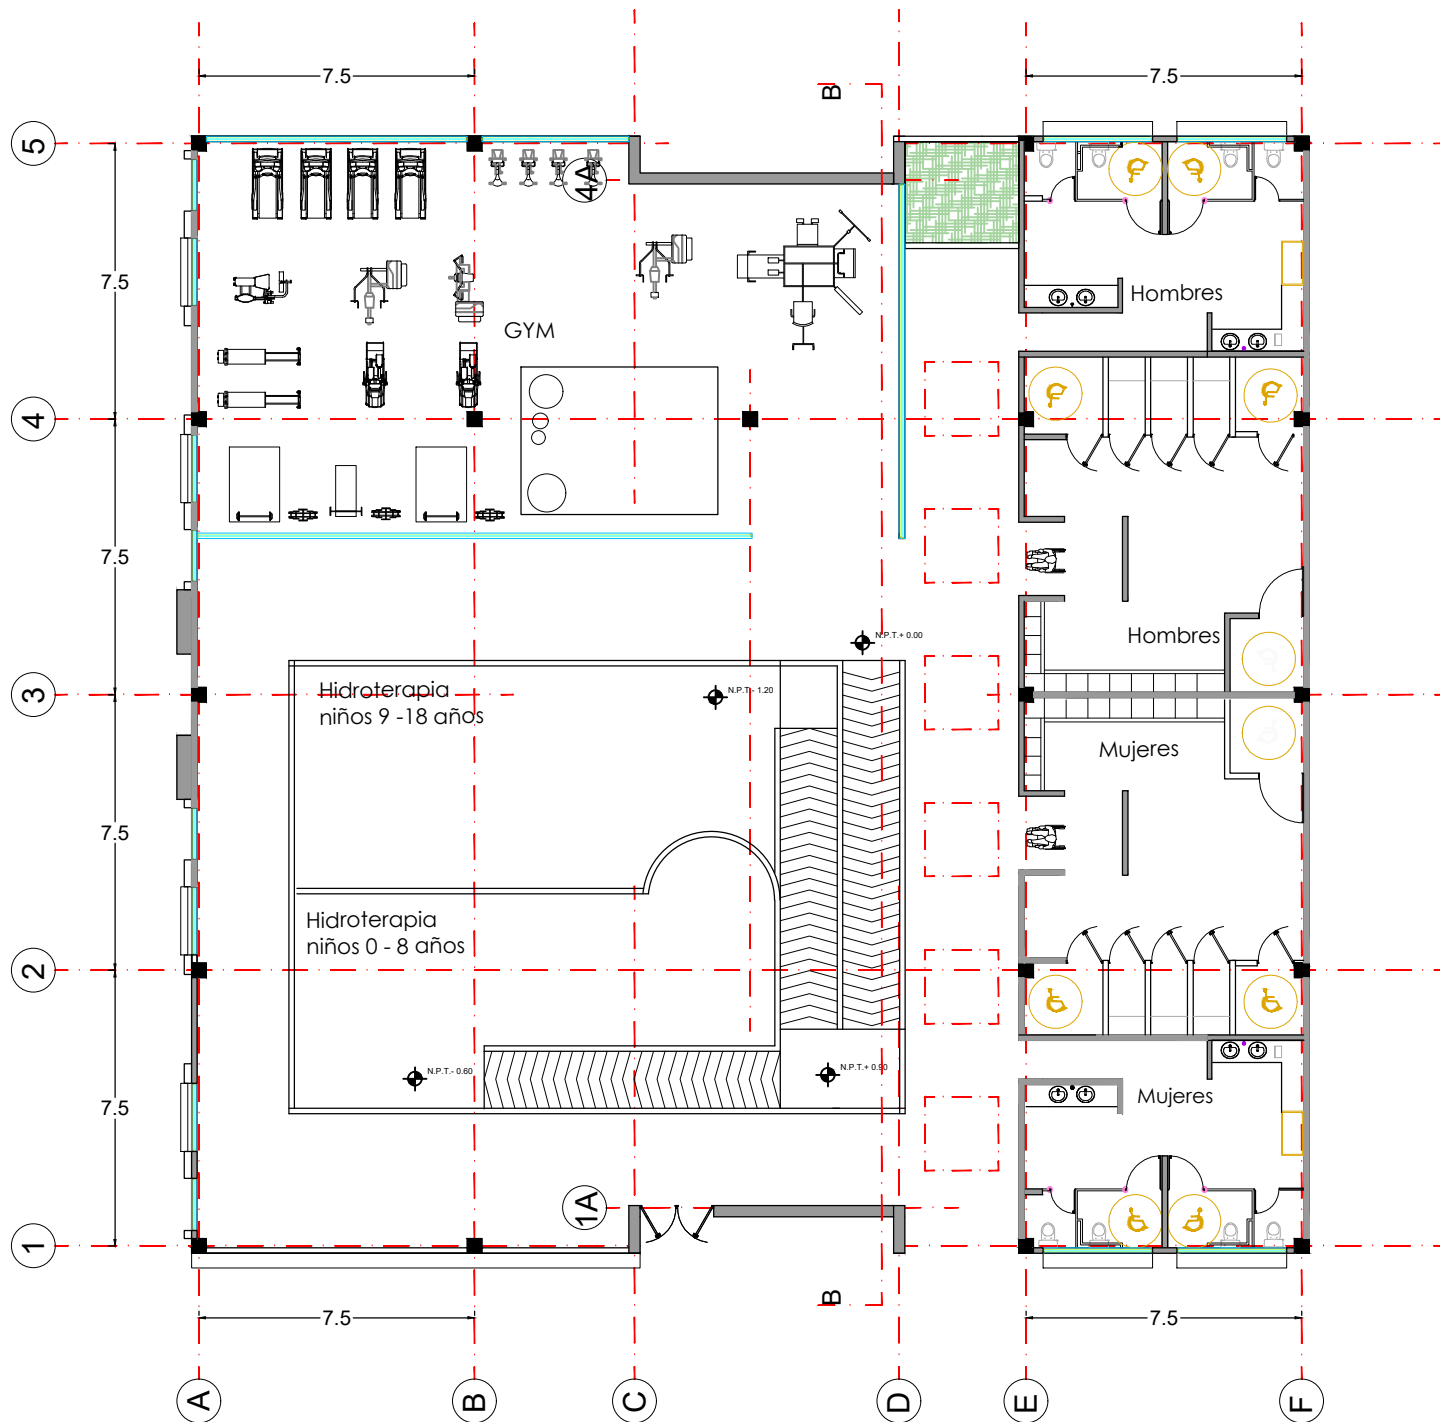 7.5
7.5
B
5
4A
7.5
GYM
Hombres
4
7.5
Hombres
N.P.T.+ 0.00
3
Hidroterapia
niños 9 -18 años
N.P.T.- 1.20
Mujeres
7.5
Hidroterapia
niños 0 - 8 años
2
N.P.T.- 0.60
N.P.T.+ 0.90
7.5
Mujeres
1A
1
B
7.5
7.5
A
B
C
D
E
F